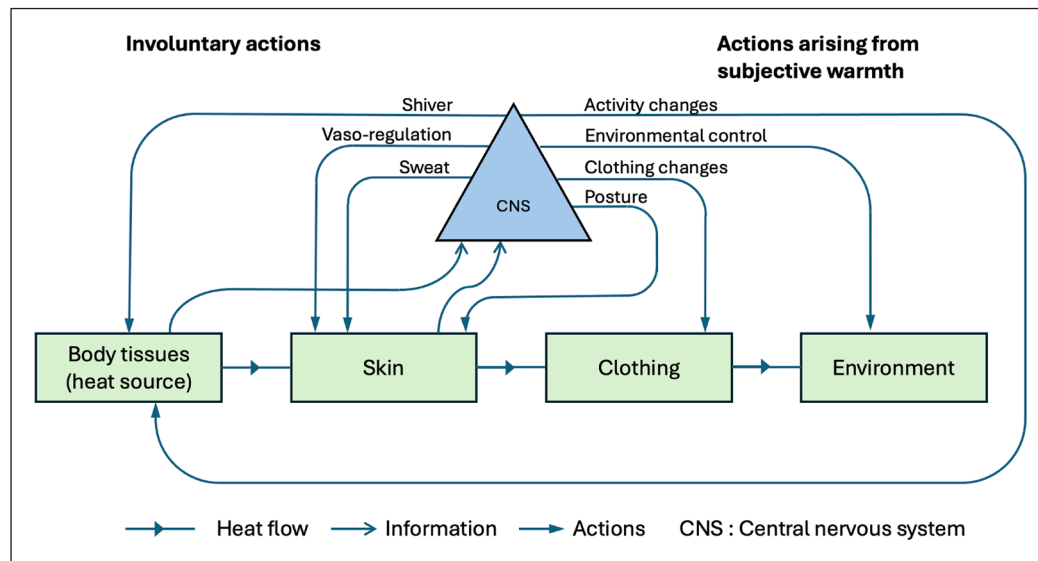 Involuntary actions
Actions arising from
subjective warmth
Shiver
Activity changes
Vaso-regulation
Environmental control
Sweat
Clothing changes
Posture
CNS
Body tissues
(heat source)
Skin
Clothing
Environment
Heat flow
Information
Actions
CNS : Central nervous system